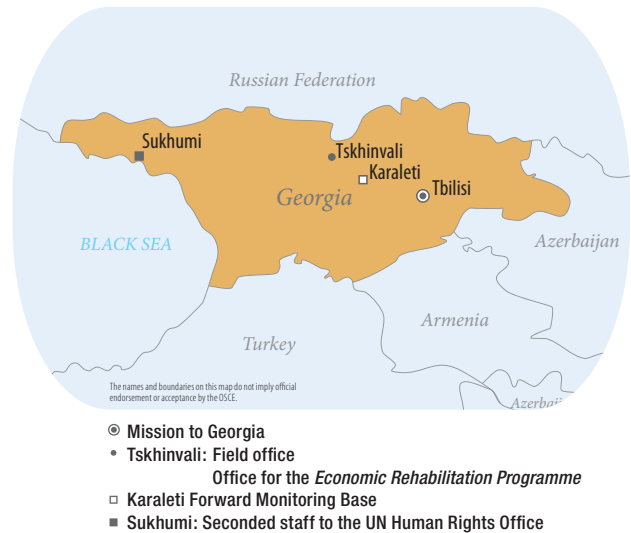 Russian Federation
Sukhumi
Tskhinvali
Karaleti
Georgia
Tbilisi
BLACK SEA
Azerbaijan
Armenia
Turkey
The names and boundaries on this map do not imply official
endorsement or acceptance by the OSCE.
Mission to Georgia
Tskhinvali: Field office
Office for the Economic Rehabilitation Programme
Karaleti Forward Monitoring Base
Sukhumi: Seconded staff to the UN Human Rights Office